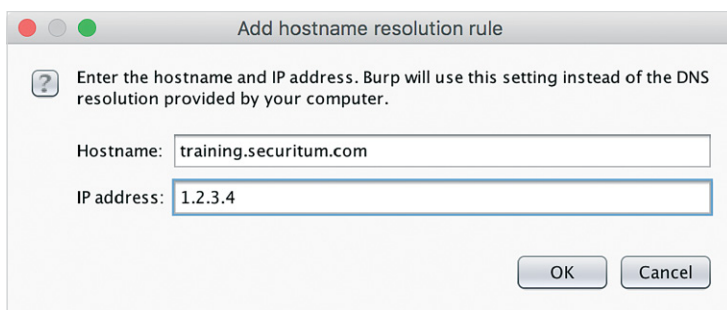 Add hostname resolution rule
Enter the hostname and IP address. Burp will use this setting instead of the DNS
resolution provided by your computer.
Hostname: training.securitum.com
IP address: 1.2.3.4
OK Cancel